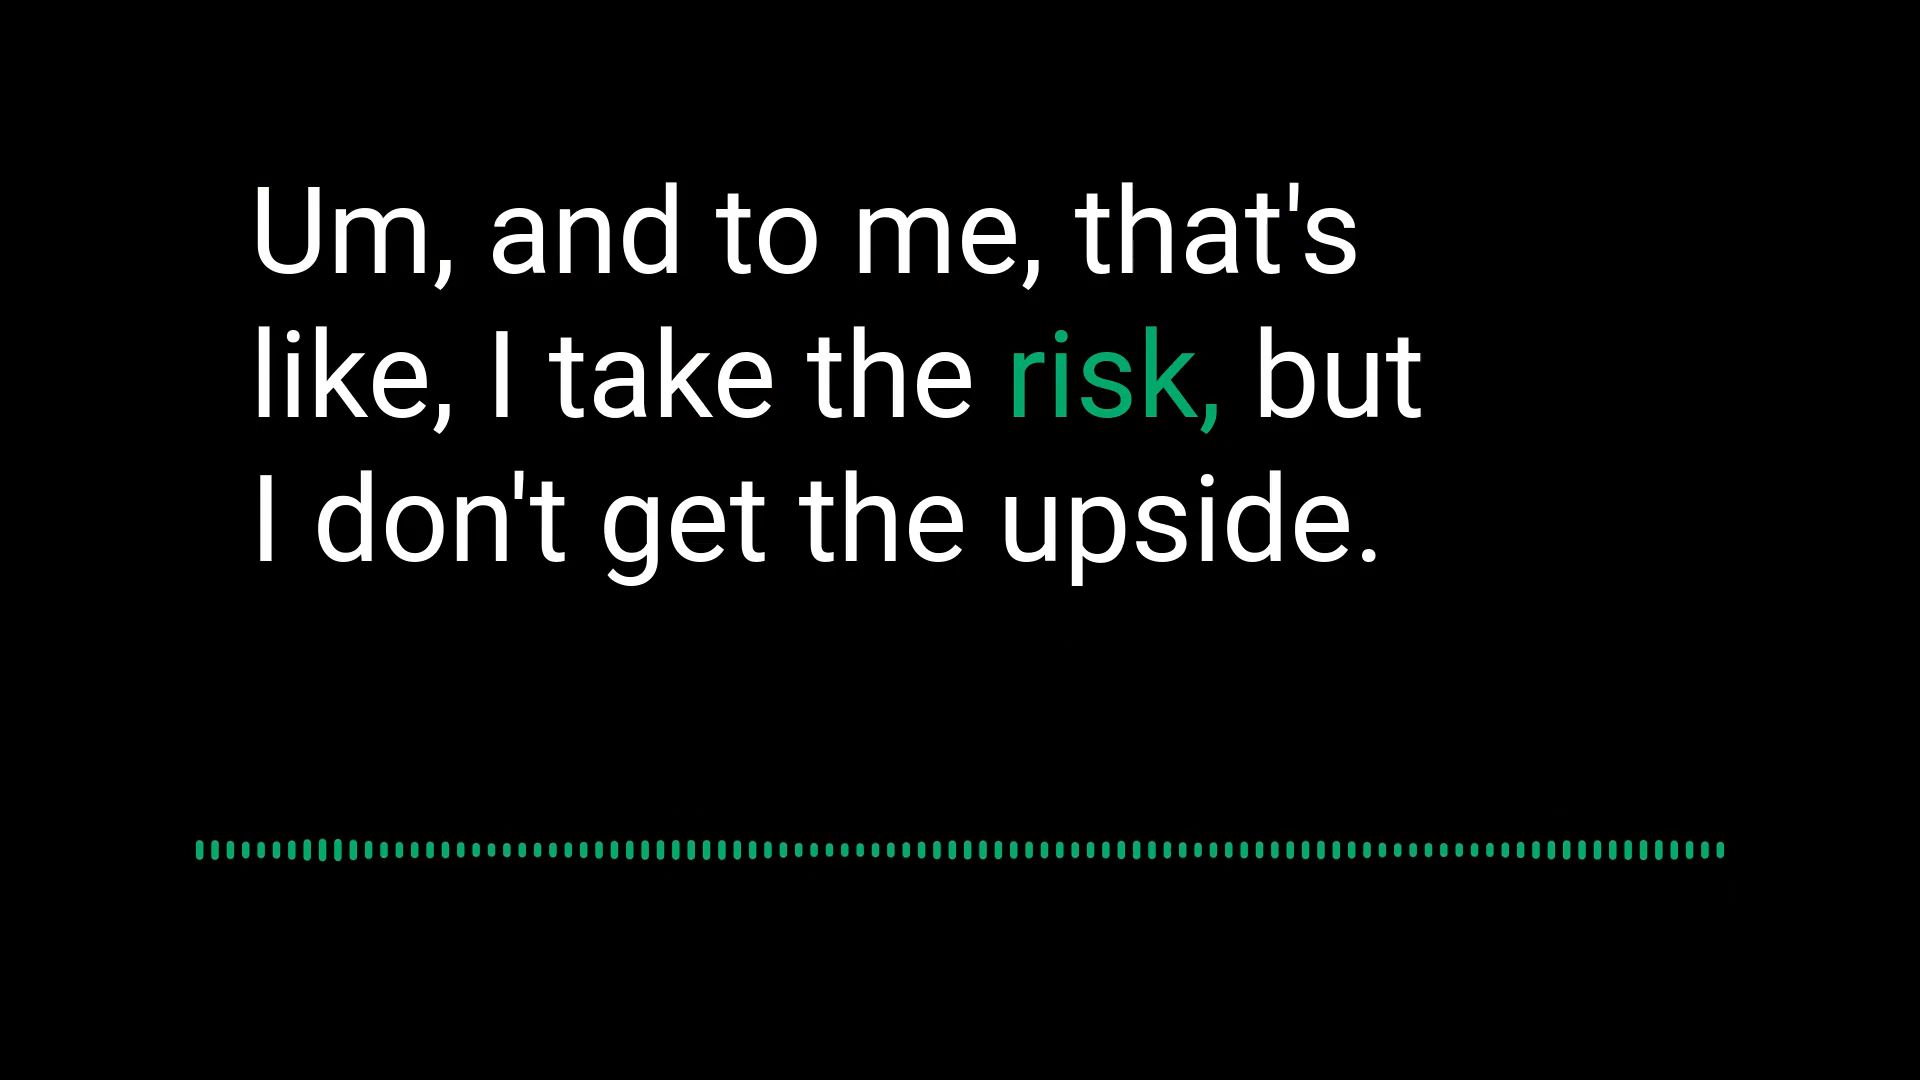 Um, and to me, that's
like, I take the risk, but
I don't get the upside.